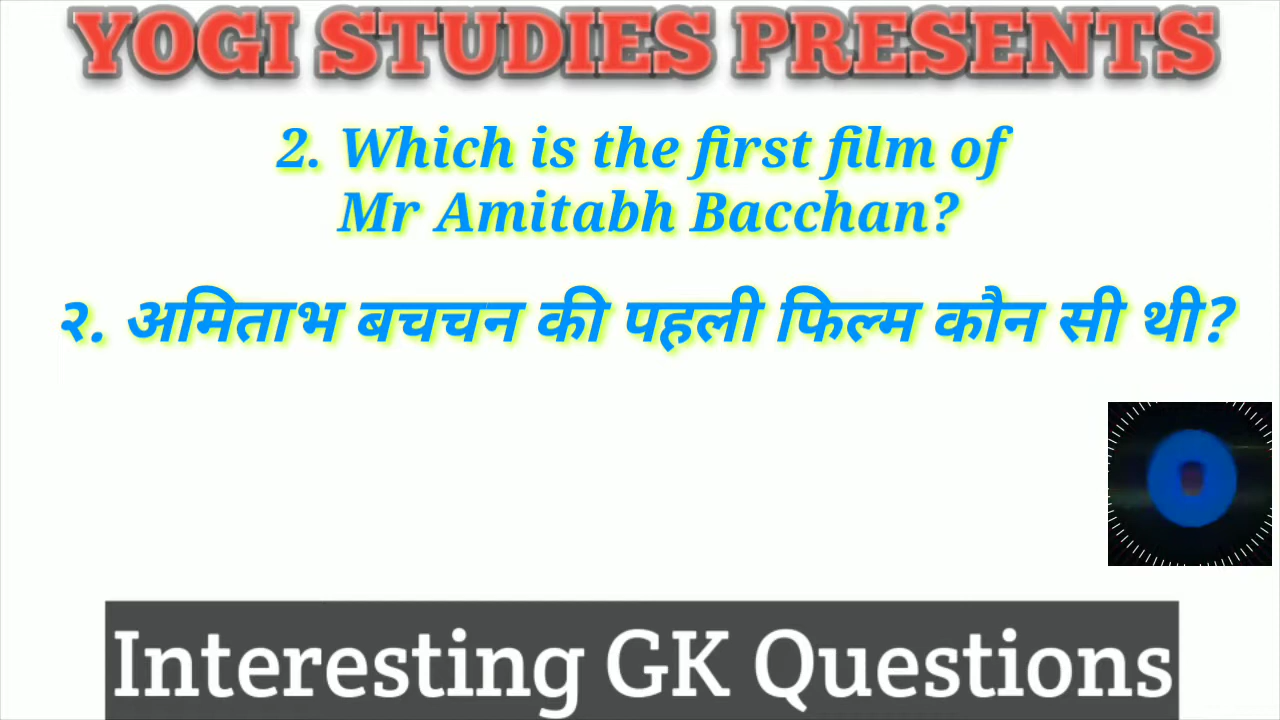 YOGI STUDIES PRESENTS
2. Which is the first film of
Mr Amitabh Bacchan?
२. अमिताभ बचचन की पहली फिल्म कौन सी थी?
Interesting GK Questions